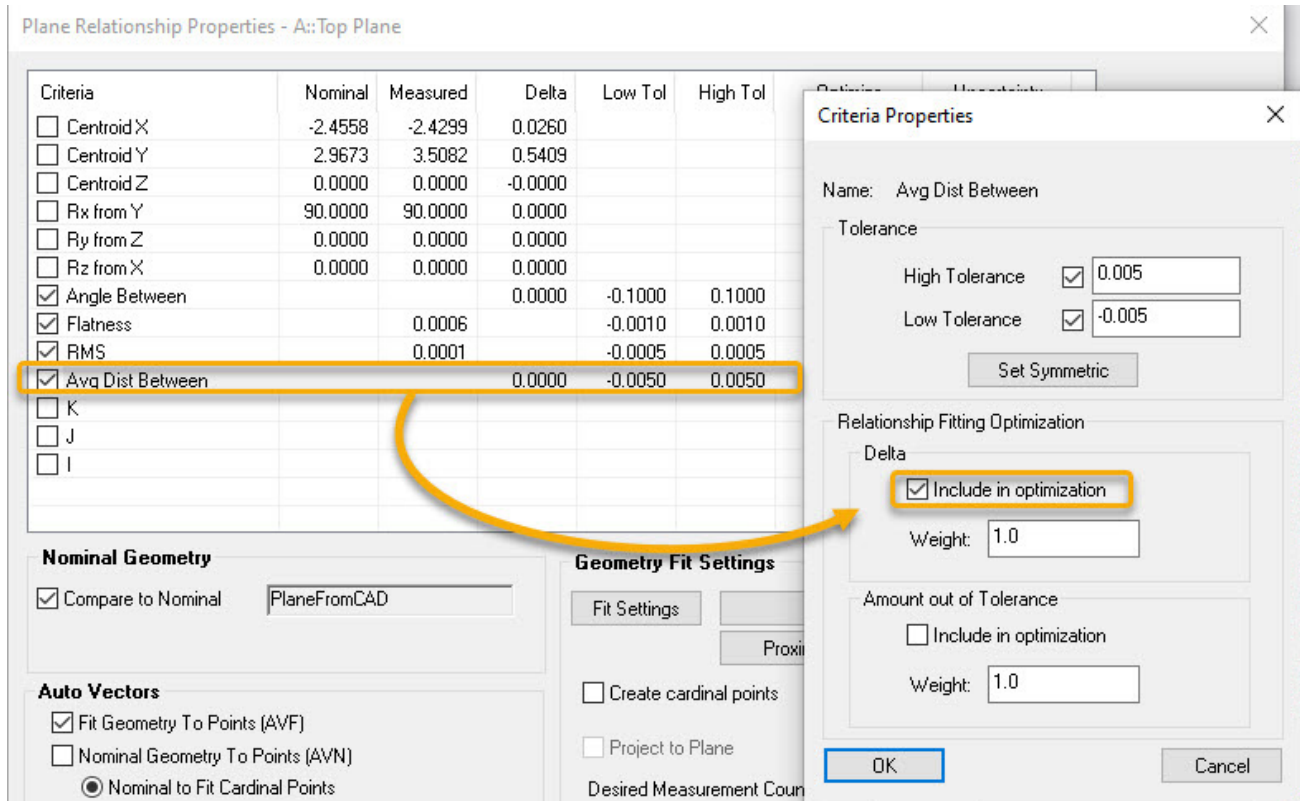 Plane Relationship Properties - A::Top Plane
Criteria Nominal Measured Delta Low Tol High Tol
Centroid X -2.4558 -2.4299 0.0260
Centroid Y 2.9673 3.5082 0.5409
Centroid Z 0.0000 0.0000 -0.0000
Rx from Y 90.0000 90.0000 0.0000
Ry from Z 0.0000 0.0000 0.0000
Rz from X 0.0000 0.0000 0.0000
Angle Between 0.0000 -0.1000 0.1000
Flatness 0.0006 -0.0010 0.0010
RMS 0.0001 -0.0005 0.0005
Avg Dist Between 0.0000 -0.0050 0.0050
K
J
I
Nominal Geometry
Compare to Nominal PlaneFromCAD
Auto Vectors
Fit Geometry To Points (AVF)
Nominal Geometry To Points (AVN)
Nominal to Fit Cardinal Points
Geometry Fit Settings
Fit Settings
Proxi
Create cardinal points
Project to Plane
Desired Measurement Coun
Criteria Properties
Name: Avg Dist Between
Tolerance
High Tolerance 0.005
Low Tolerance -0.005
Set Symmetric
Relationship Fitting Optimization
Delta
Include in optimization
Weight: 1.0
Amount out of Tolerance
Include in optimization
Weight: 1.0
OK Cancel